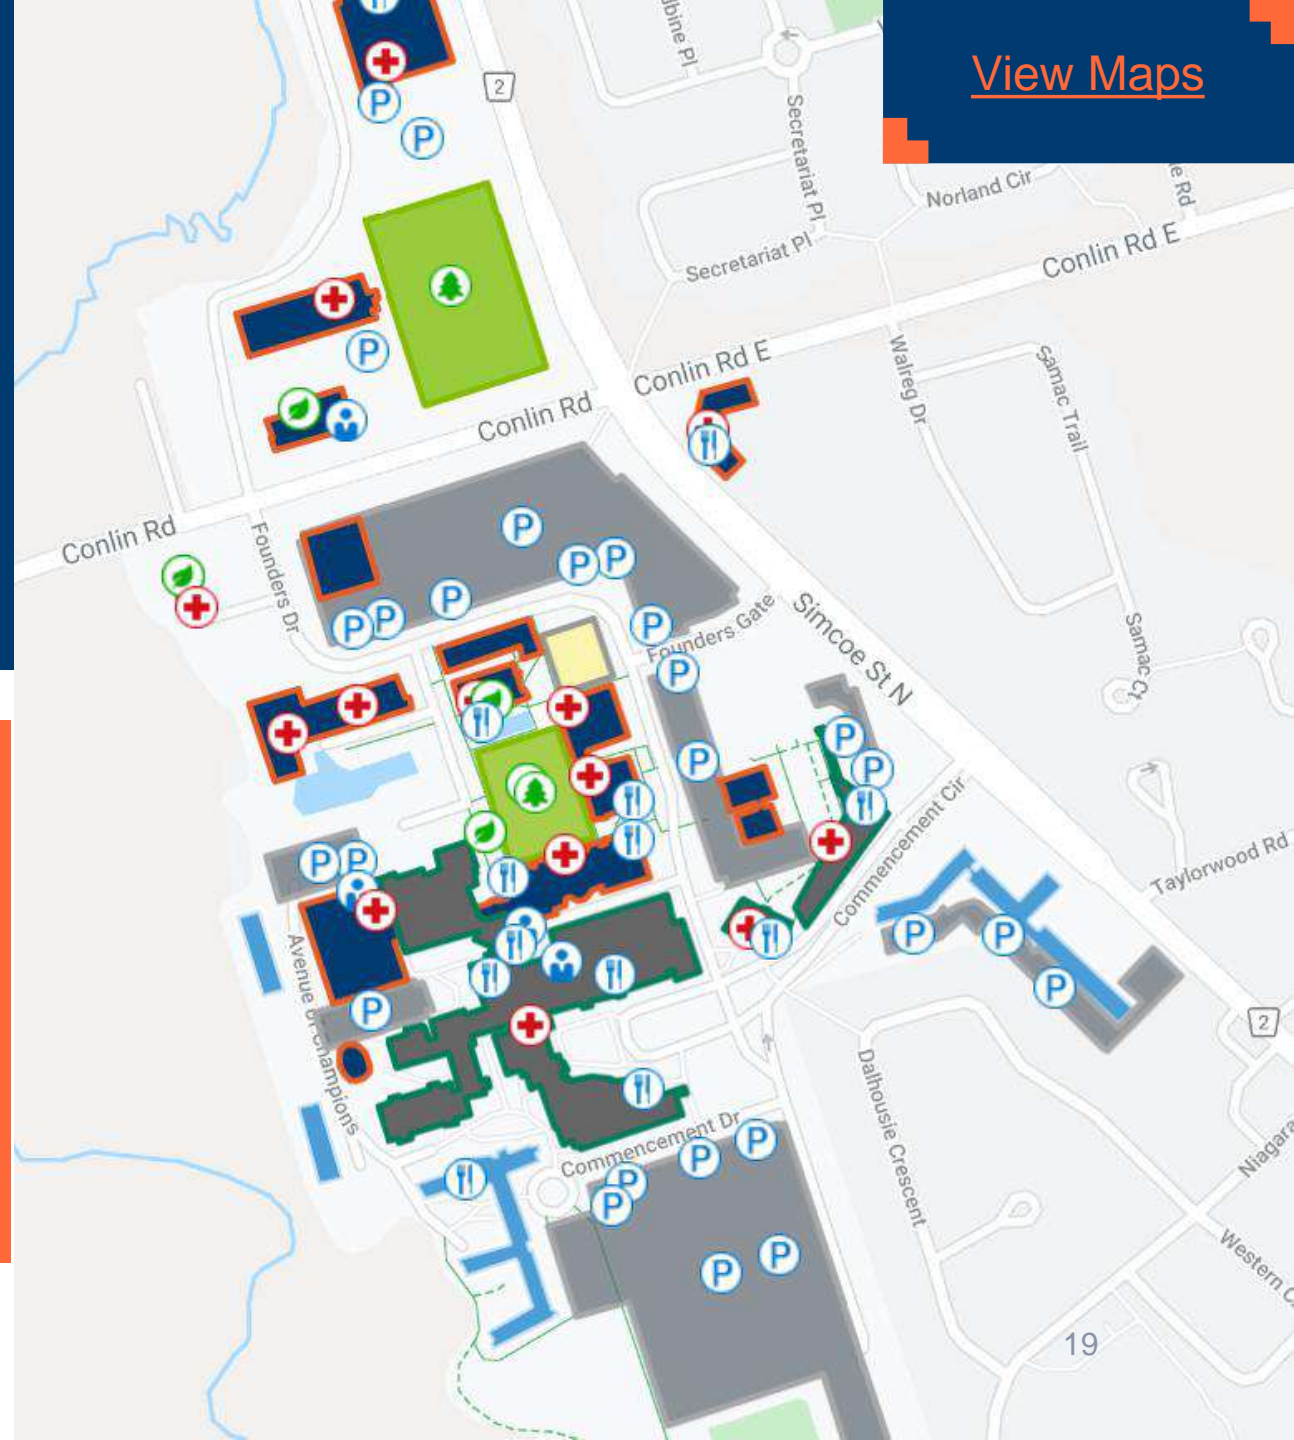 View Maps
2
Secretariat Pl
Norland Cir
Secretariat Pl
Conlin Rd E
Conlin Rd E
Walreg Dr
Samac Trail
Conlin Rd
Conlin Rd
Founders Dr
P
P
P
P
P
P
P
P
P
P
Founders Gate
Simcoe St N
Samac Ct
P
P
P
P
Commencement Cir
Taylorwood Rd
P
P
P
P
P
Avenue of Champions
P
P
2
Dalhousie Crescent
Commencement Dr
P
P
P
P
P
P
Niagara
Western
19